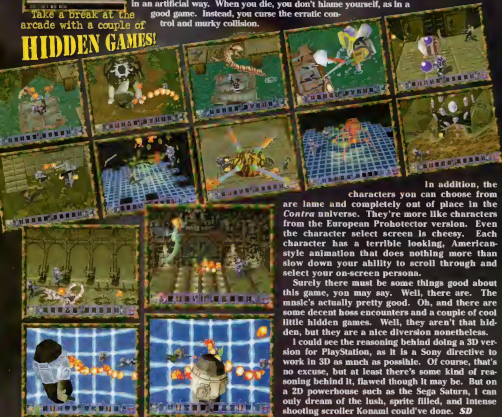 in an artificial way. When you die, you don't blame yourself, as in a
good game. Instead, you curse the erratic con-
trol and murky collision.
Take a break at the
arcade with a couple of
HIDDEN GAMES!
In addition, the
characters you can choose from
are lame and completely out of place in the
Contra universe. They're more like characters
from the European Prohotector version. Even
the character select screen is cheesy. Each
character has a terrible looking, American-
style animation that does nothing more than
slow down your ability to scroll through and
select your on-screen persona.
Surely there must be some things good about
this game, you may say. Well, there are. The
music's actually pretty good. Oh, and there are
some decent boss encounters and a couple of cool
little hidden games. Well, they aren't that hid-
den, but they are a nice diversion nonetheless.
I could see the reasoning behind doing a 3D ver-
sion for PlayStation, as it is a Sony directive to
work in 3D as much as possible. Of course, that's
no excuse, but at least there's some kind of rea-
soning behind it, flawed though it may be. But on
a 2D powerhouse such as the Sega Saturn, I can
only dream of the lush, sprite filled, and intense
shooting scroller Konami could've done. SD